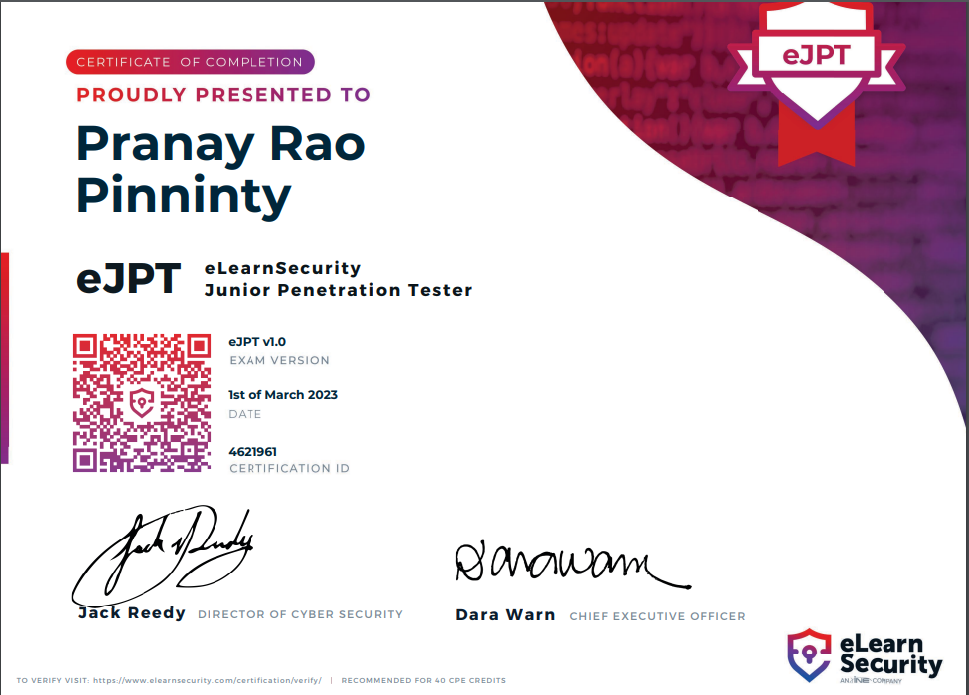 CERTIFICATE OF COMPLETION
PROUDLY PRESENTED TO
Pranay Rao
Pinninty
eJPT
eJPT
eLearnSecurity
Junior Penetration Tester
eJPT v1.0
EXAM VERSION
1st of March 2023
DATE
4621961
CERTIFICATION ID
Jack Reedy
Jack Reedy DIRECTOR OF CYBER SECURITY
Dara Warn
Dara Warn CHIEF EXECUTIVE OFFICER
eLearn
Security
AN INE COMPANY
TO VERIFY VISIT: https://www.elearnsecurity.com/certification/verify/ | RECOMMENDED FOR 40 CPE CREDITS